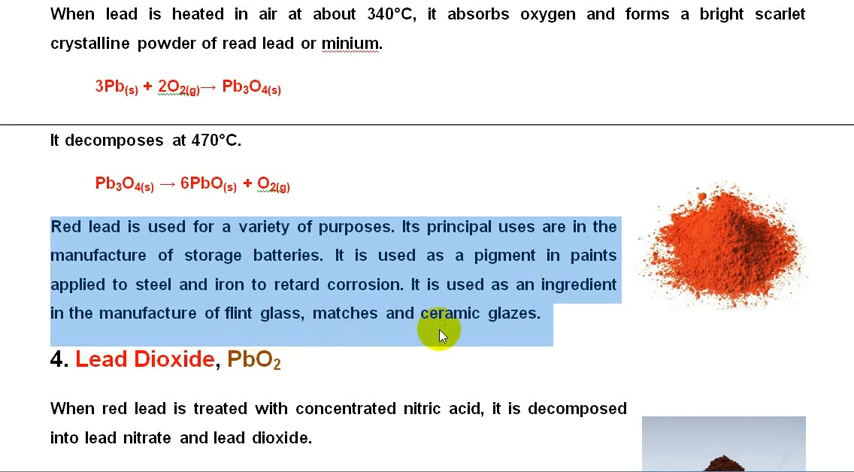 When lead is heated in air at about 340°C, it absorbs oxygen and forms a bright scarlet
crystalline powder of read lead or minium.
3Pb(s) + 2O2(g)→ Pb3O4(s)
It decomposes at 470°C.
Pb3O4(s) → 6PbO(s) + O2(g)
Red lead is used for a variety of purposes. Its principal uses are in the
manufacture of storage batteries. It is used as a pigment in paints
applied to steel and iron to retard corrosion. It is used as an ingredient
in the manufacture of flint glass, matches and ceramic glazes.
4. Lead Dioxide, PbO2
When red lead is treated with concentrated nitric acid, it is decomposed
into lead nitrate and lead dioxide.